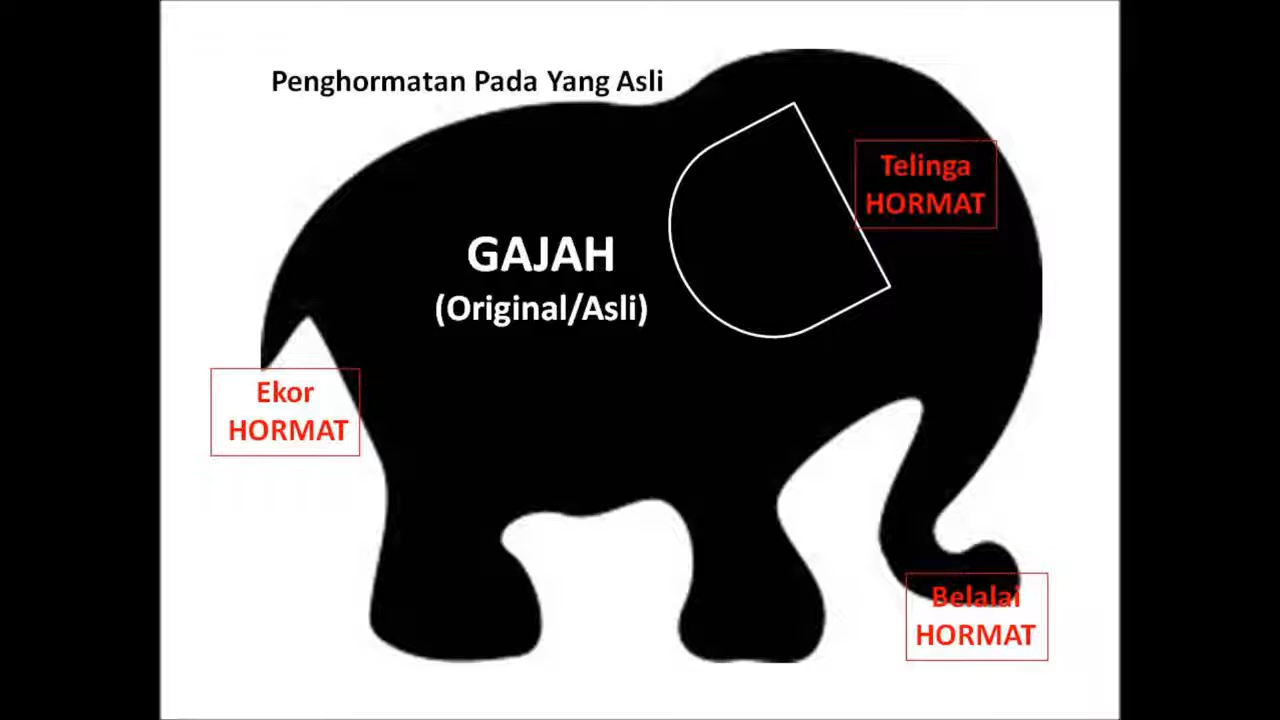 Penghormatan Pada Yang Asli
Telinga
HORMAT
GAJAH
(Original/Asli)
Ekor
HORMAT
Belalai
HORMAT